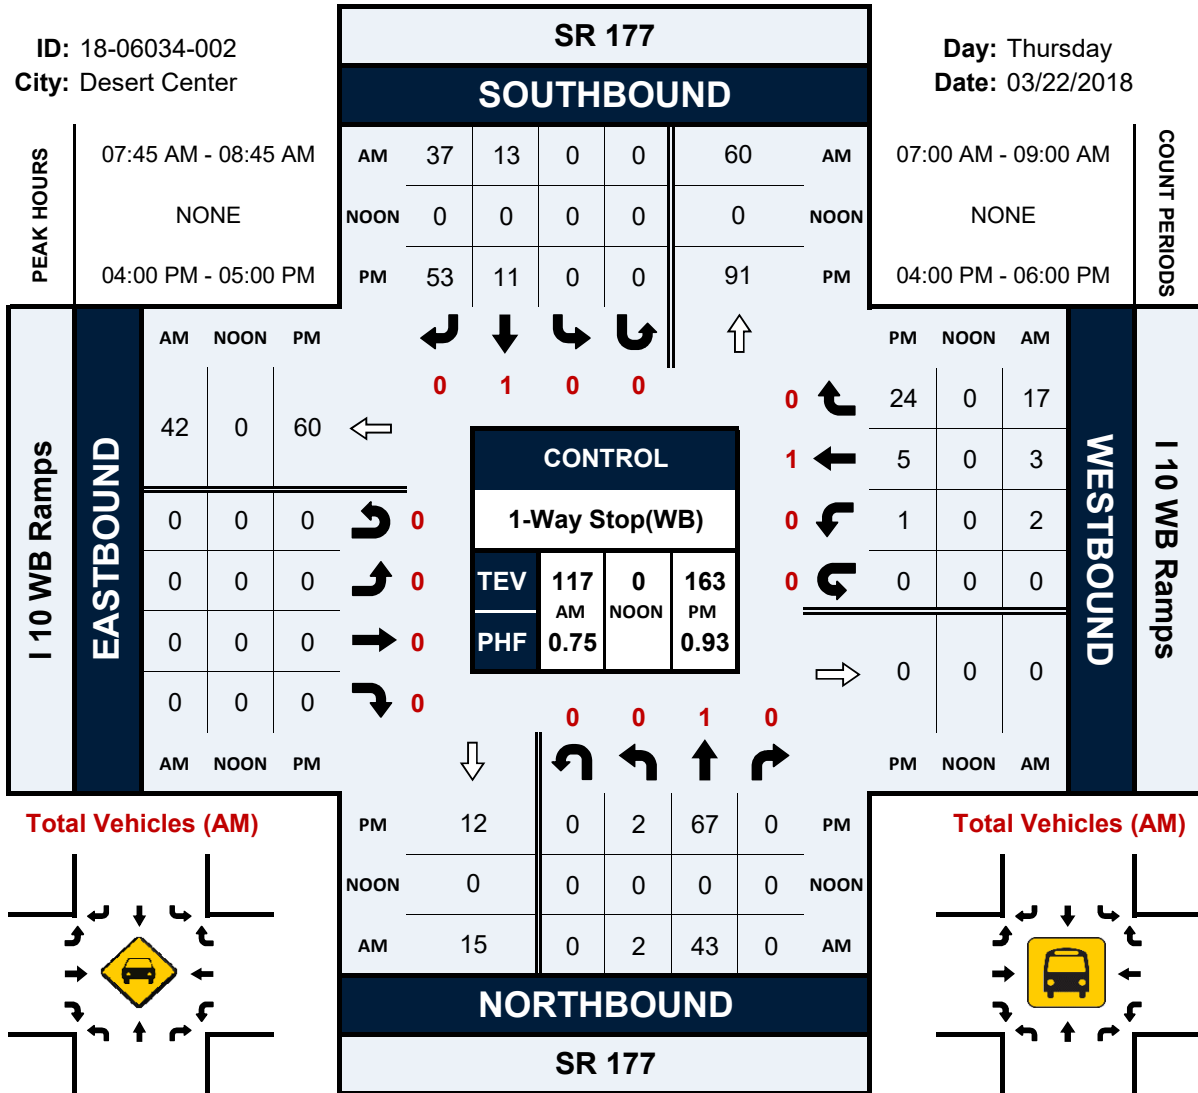 ID: 18-06034-002
City: Desert Center
SR 177
SOUTHBOUND
Day: Thursday
Date: 03/22/2018
PEAK HOURS
07:45 AM - 08:45 AM
NONE
04:00 PM - 05:00 PM
AM 37 13 0 0 60 AM
NOON 0 0 0 0 0 NOON
PM 53 11 0 0 91 PM
07:00 AM - 09:00 AM
NONE
04:00 PM - 06:00 PM
COUNT PERIODS
0 1 0 0
I 10 WB Ramps
EASTBOUND
AM NOON PM
42 0 60
0 0 0 0
0 0 0 0
0 0 0 0
0 0 0 0
AM NOON PM
CONTROL
1-Way Stop(WB)
TEV 117 0 163
AM NOON PM
PHF 0.75 0.93
PM NOON AM
0 24 0 17
1 5 0 3
0 1 0 2
0 0 0 0
0 0 0
PM NOON AM
WESTBOUND
I 10 WB Ramps
0 0 1 0
PM 12 0 2 67 0 PM
NOON 0 0 0 0 0 NOON
AM 15 0 2 43 0 AM
NORTHBOUND
SR 177
Total Vehicles (AM)
Total Vehicles (AM)